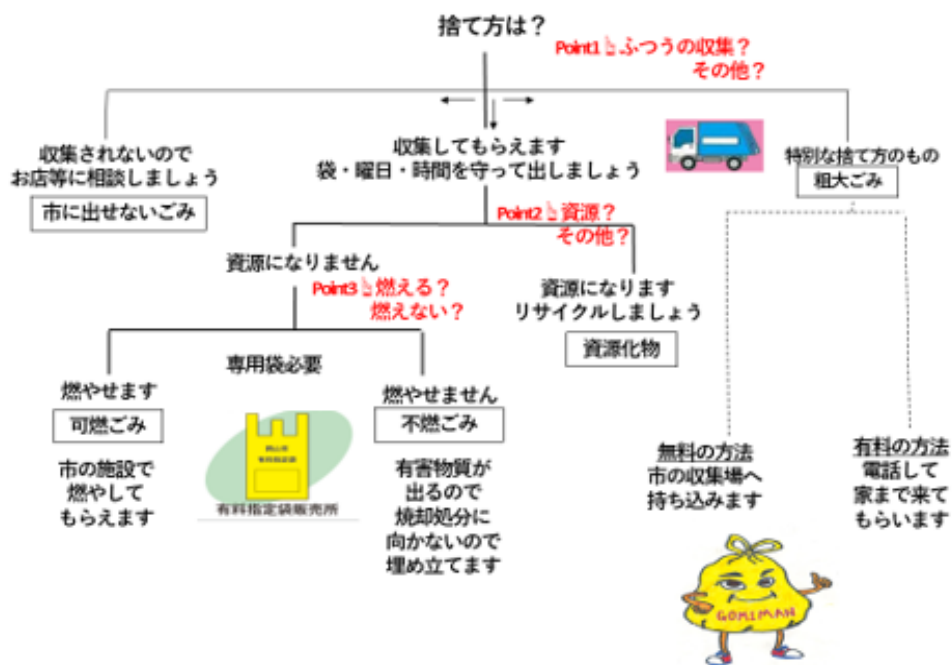 捨て方は？
Point1 ふつうの収集？
その他？
収集されないので
お店等に相談しましょう
市に出せないごみ
収集してもらえます
袋・曜日・時間を守って出しましょう
特別な捨て方のもの
粗大ごみ
Point2 資源？
その他？
資源になりません
Point3 燃える？
燃えない？
資源になります
リサイクルしましょう
資源化物
専用袋必要
燃やせます
可燃ごみ
市の施設で
燃やして
もらえます
有料指定袋販売所
燃やせません
不燃ごみ
有害物質が
出るので
焼却処分に
向かないので
埋め立てます
無料の方法
市の収集場へ
持ち込みます
有料の方法
電話して
家まで来て
もらいます
GOMIMAN